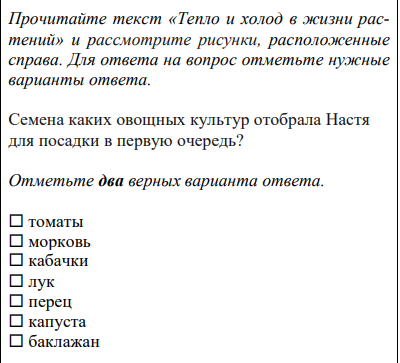 Прочитайте текст «Тепло и холод в жизни рас-
тений» и рассмотрите рисунки, расположенные
справа. Для ответа на вопрос отметьте нужные
варианты ответа.
Семена каких овощных культур отобрала Настя
для посадки в первую очередь?
Отметьте два верных варианта ответа.
☐ томаты
☐ морковь
☐ кабачки
☐ лук
☐ перец
☐ капуста
☐ баклажан